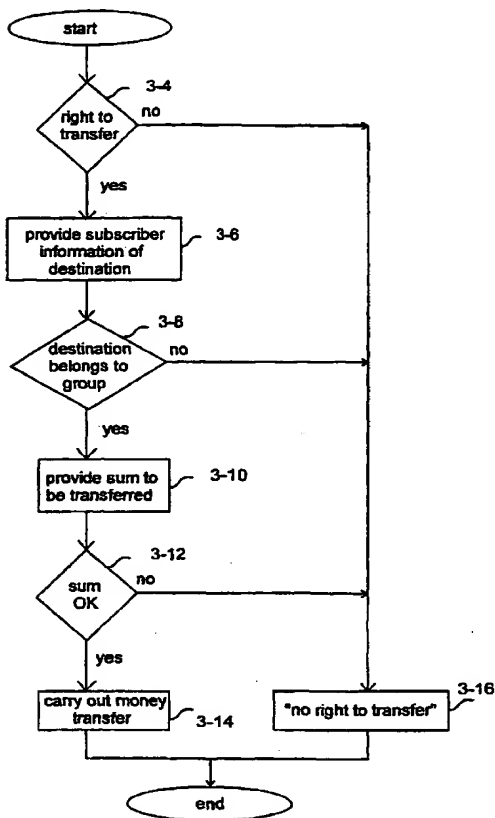 start
3-4
right to
transfer
no
yes
provide subscriber
information of
destination
3-6
3-8
destination
belongs to
group
no
yes
provide sum to
be transferred
3-10
3-12
sum
OK
no
yes
carry out money
transfer
3-14
"no right to transfer"
3-16
end